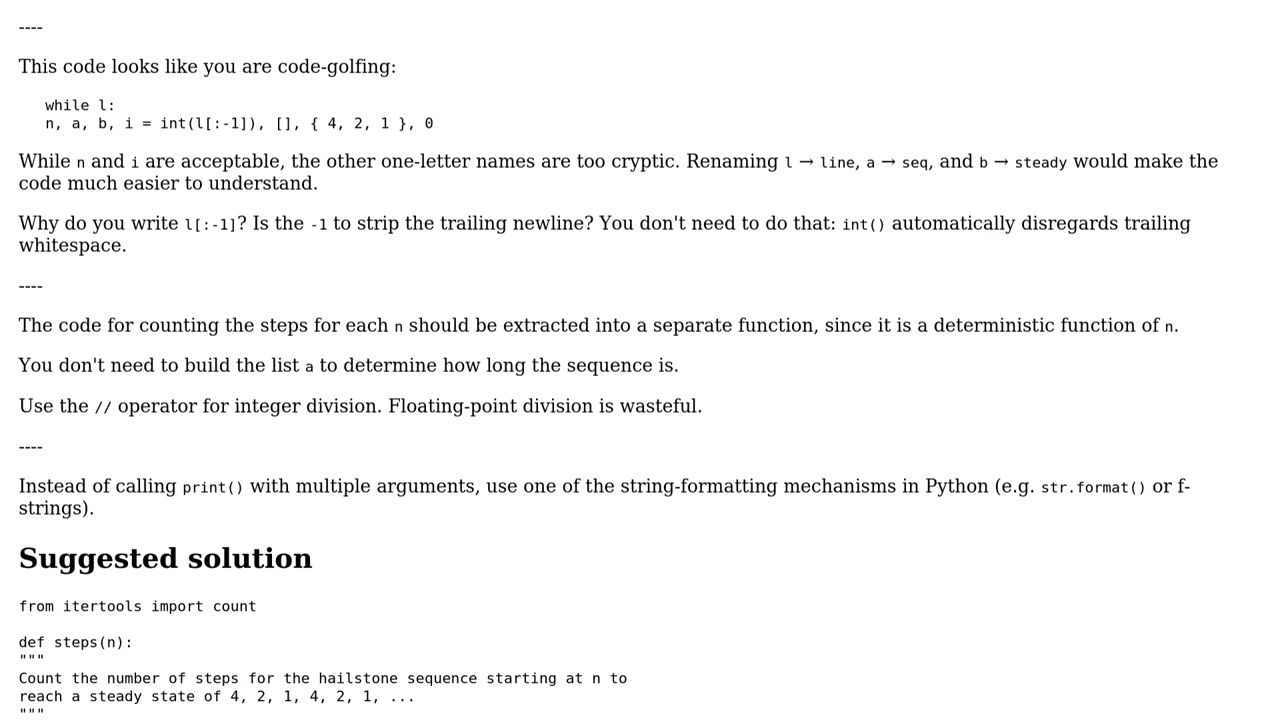 ----
This code looks like you are code-golfing:
while l:
n, a, b, i = int(l[:-1]), [], { 4, 2, 1 }, 0
While n and i are acceptable, the other one-letter names are too cryptic. Renaming l → line, a → seq, and b → steady would make the
code much easier to understand.
Why do you write l[:-1]? Is the -1 to strip the trailing newline? You don't need to do that: int() automatically disregards trailing
whitespace.
----
The code for counting the steps for each n should be extracted into a separate function, since it is a deterministic function of n.
You don't need to build the list a to determine how long the sequence is.
Use the // operator for integer division. Floating-point division is wasteful.
----
Instead of calling print() with multiple arguments, use one of the string-formatting mechanisms in Python (e.g. str.format() or f-
strings).
Suggested solution
from itertools import count
def steps(n):
"""
Count the number of steps for the hailstone sequence starting at n to
reach a steady state of 4, 2, 1, 4, 2, 1, ...
"""